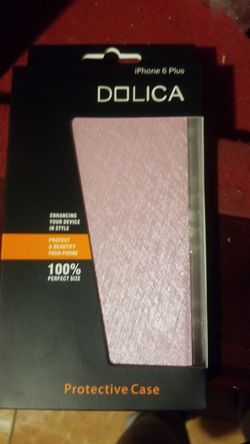 iPhone 6 Plus
DOLICA
ENHANCING
YOUR DEVICE
IN STYLE
PROTECT
& BEAUTIFY
YOUR PHONE
100%
PERFECT SIZE
Protective Case